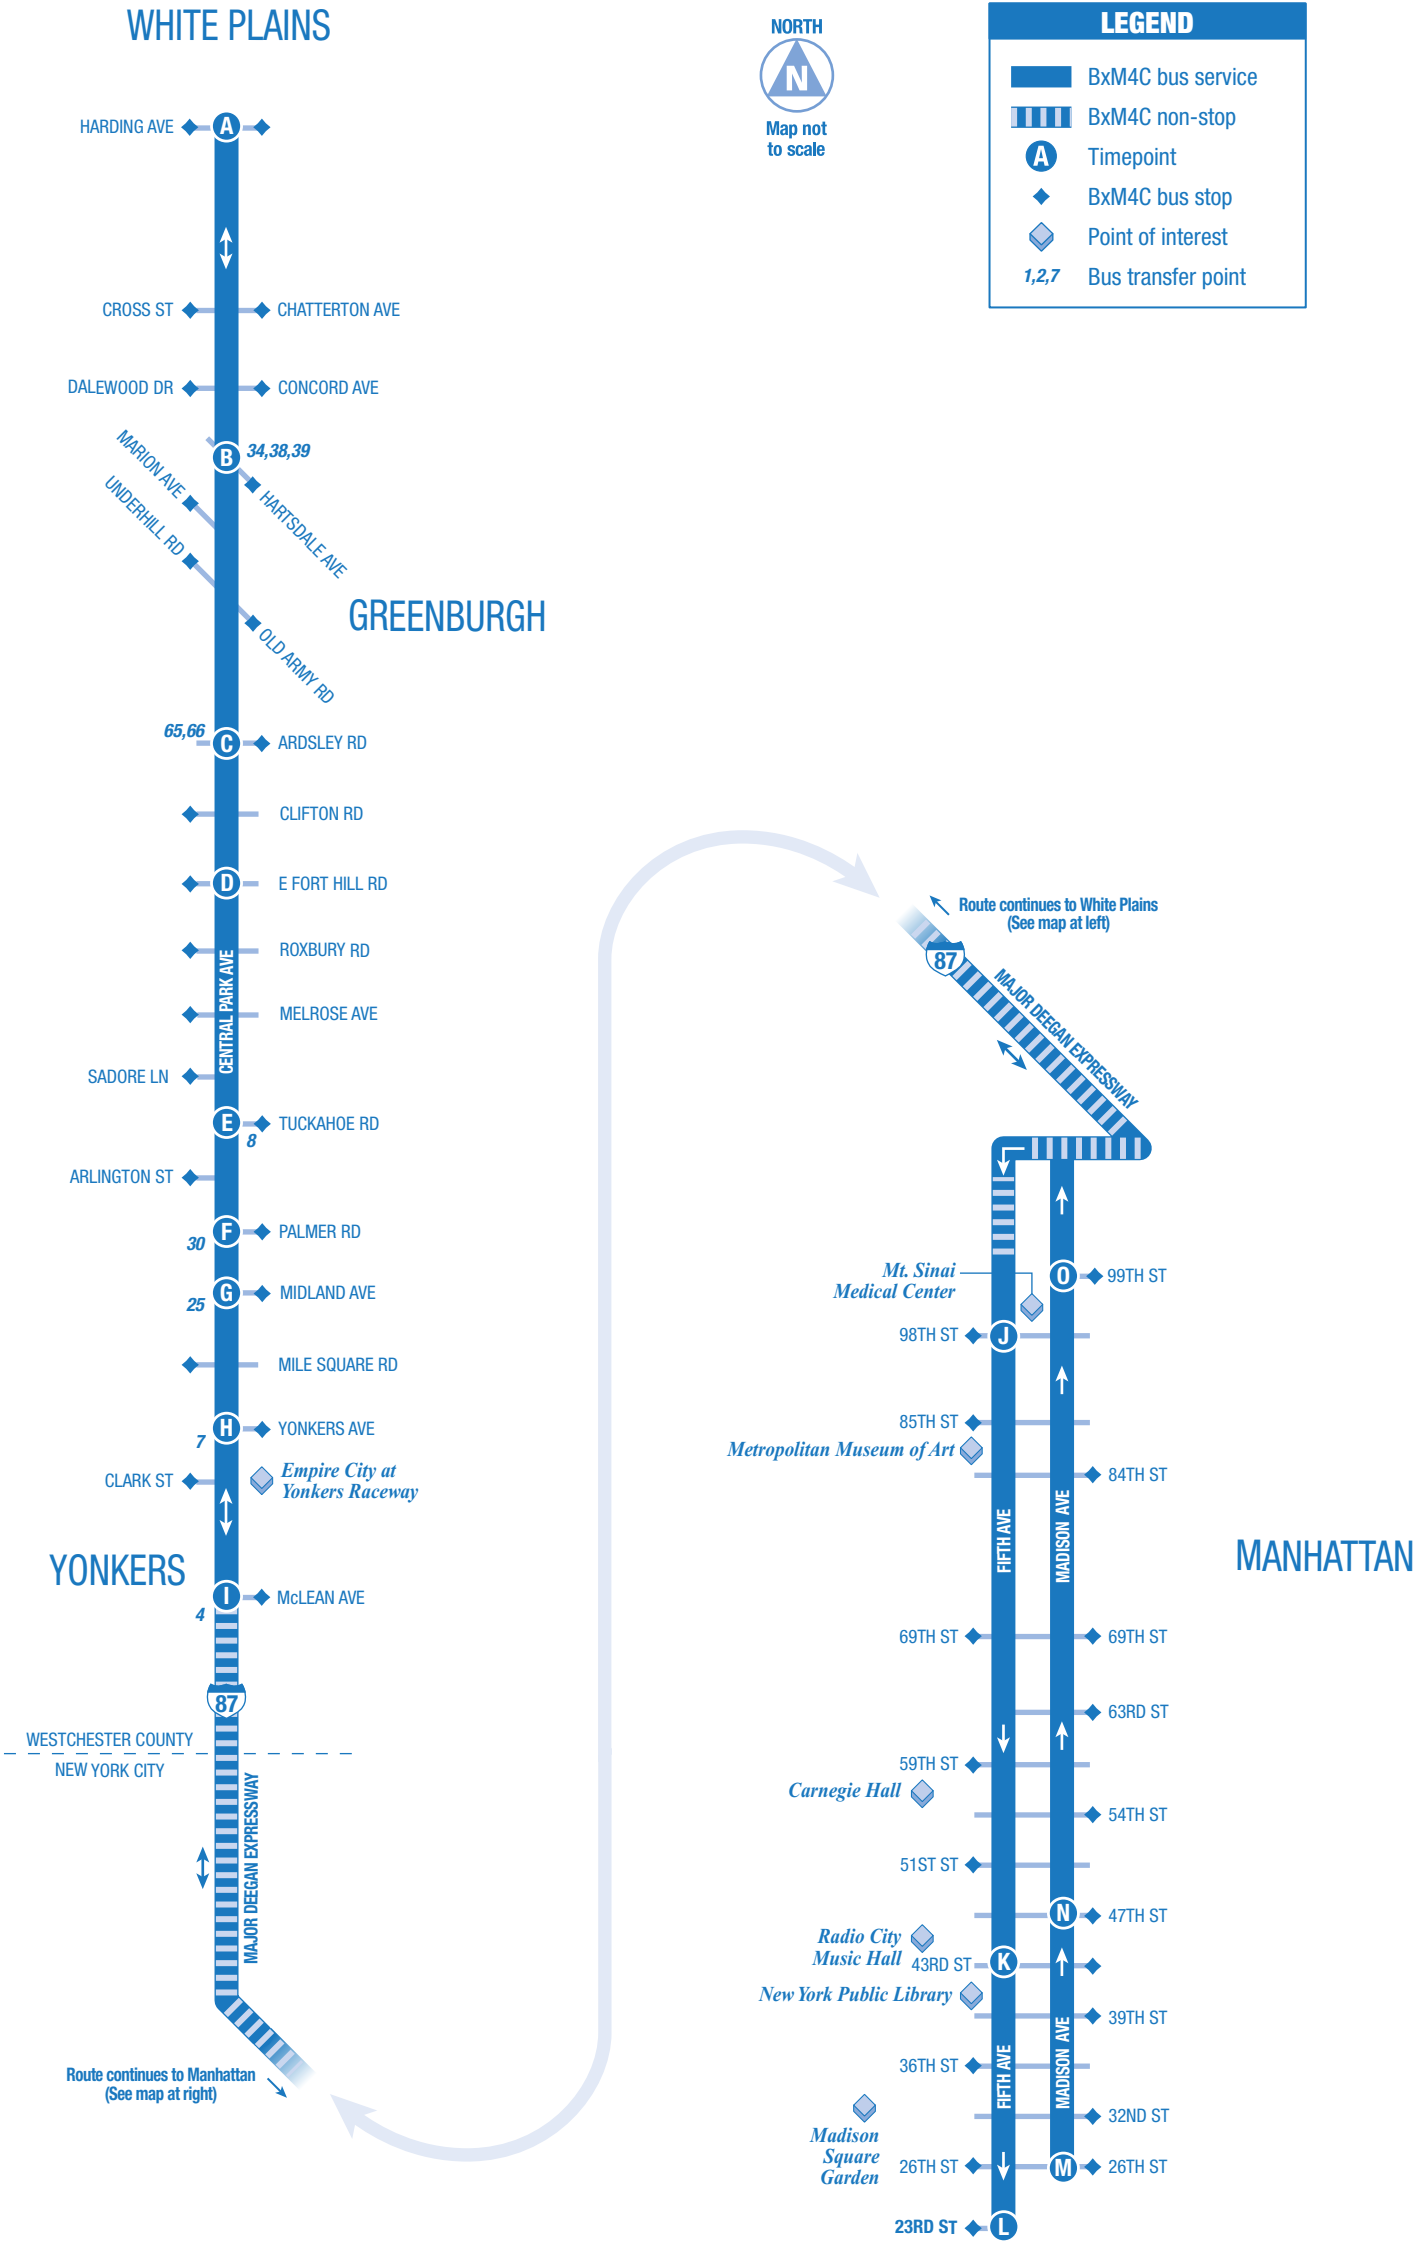 WHITE PLAINS
NORTH
N
Map not
to scale
LEGEND
BxM4C bus service
BxM4C non-stop
A
Timepoint
BxM4C bus stop
Point of interest
1,2,7
Bus transfer point
HARDING AVE
A
CROSS ST
CHATTERTON AVE
DALEWOOD DR
CONCORD AVE
B
34,38,39
MARION AVE
HARTSDALE AVE
UNDERHILL RD
GREENBURGH
OLD ARMY RD
65,66
C
ARDSLEY RD
CLIFTON RD
D
E FORT HILL RD
CENTRAL PARK AVE
ROXBURY RD
MELROSE AVE
SADORE LN
E
TUCKAHOE RD
8
ARLINGTON ST
F
PALMER RD
30
G
MIDLAND AVE
25
MILE SQUARE RD
H
YONKERS AVE
7
CLARK ST
Empire City at
Yonkers Raceway
YONKERS
I
McLEAN AVE
4
87
WESTCHESTER COUNTY
NEW YORK CITY
MAJOR DEEGAN EXPRESSWAY
Route continues to Manhattan
(See map at right)
Route continues to White Plains
(See map at left)
87
MAJOR DEEGAN EXPRESSWAY
Mt. Sinai
Medical Center
O
99TH ST
98TH ST
J
85TH ST
Metropolitan Museum of Art
84TH ST
FIFTH AVE
MADISON AVE
MANHATTAN
69TH ST
69TH ST
63RD ST
59TH ST
Carnegie Hall
54TH ST
51ST ST
N
47TH ST
Radio City
Music Hall
43RD ST
K
New York Public Library
39TH ST
FIFTH AVE
MADISON AVE
36TH ST
32ND ST
Madison
Square
Garden
26TH ST
M
26TH ST
23RD ST
L